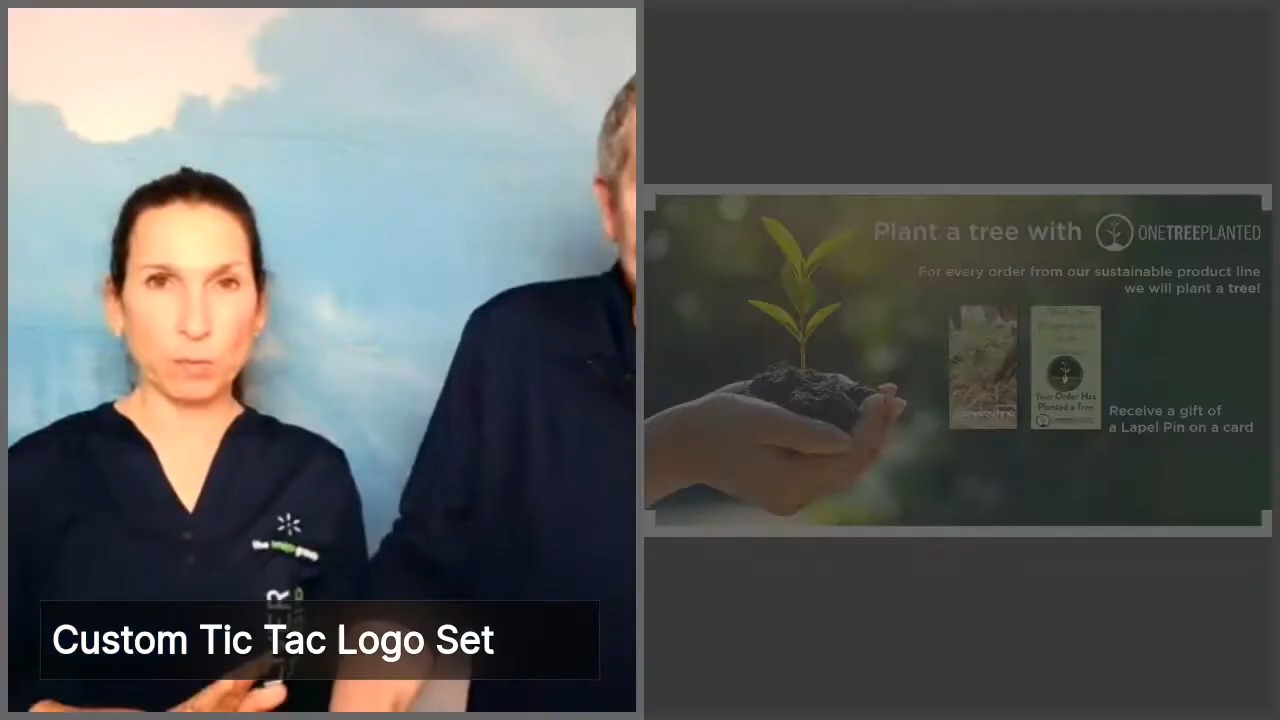 Custom Tic Tac Logo Set
Plant a tree with ONETREEPLANTED
For every order from our sustainable product line
we will plant a tree!
Your Order Has
Planted a Tree
Receive a gift of
a Lapel Pin on a card